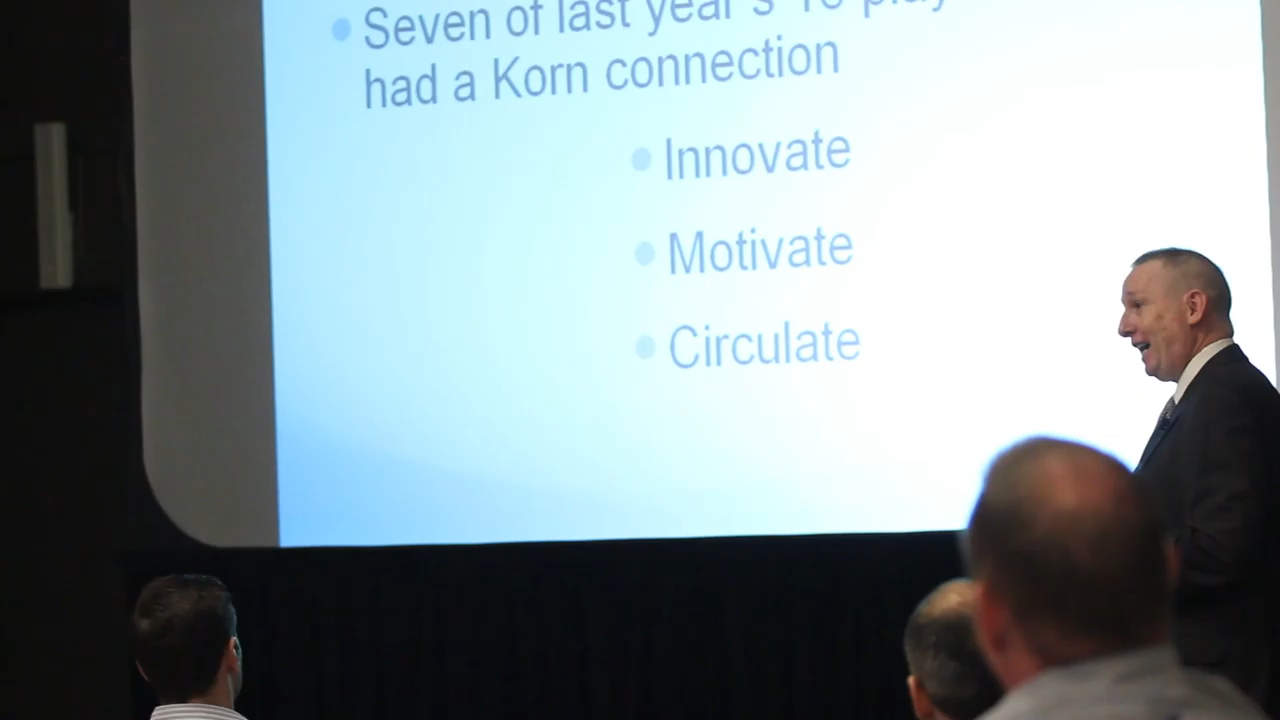 Seven of last year's
had a Korn connection
Innovate
Motivate
Circulate